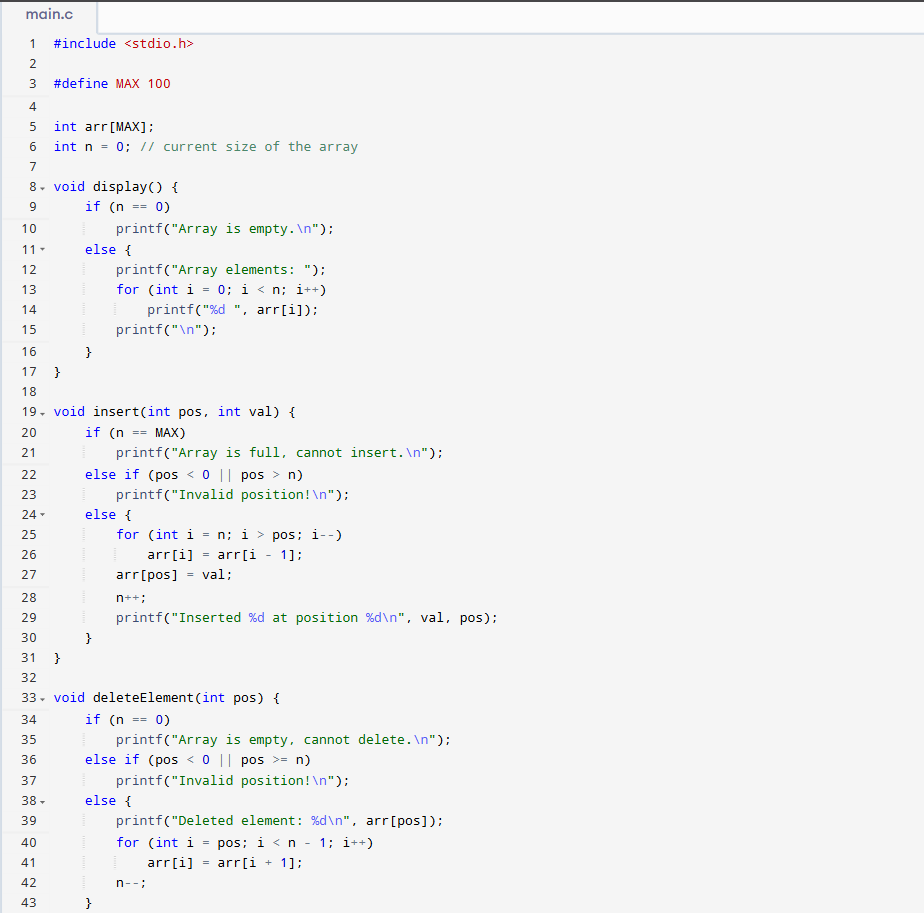 main.c
1 #include <stdio.h>
2
3 #define MAX 100
4
5 int arr[MAX];
6 int n = 0; // current size of the array
7
8 void display() {
9     if (n == 0)
10         printf("Array is empty.\n");
11     else {
12         printf("Array elements: ");
13         for (int i = 0; i < n; i++)
14             printf("%d ", arr[i]);
15         printf("\n");
16     }
17 }
18
19 void insert(int pos, int val) {
20     if (n == MAX)
21         printf("Array is full, cannot insert.\n");
22     else if (pos < 0 || pos > n)
23         printf("Invalid position!\n");
24     else {
25         for (int i = n; i > pos; i--)
26             arr[i] = arr[i - 1];
27         arr[pos] = val;
28         n++;
29         printf("Inserted %d at position %d\n", val, pos);
30     }
31 }
32
33 void deleteElement(int pos) {
34     if (n == 0)
35         printf("Array is empty, cannot delete.\n");
36     else if (pos < 0 || pos >= n)
37         printf("Invalid position!\n");
38     else {
39         printf("Deleted element: %d\n", arr[pos]);
40         for (int i = pos; i < n - 1; i++)
41             arr[i] = arr[i + 1];
42         n--;
43     }